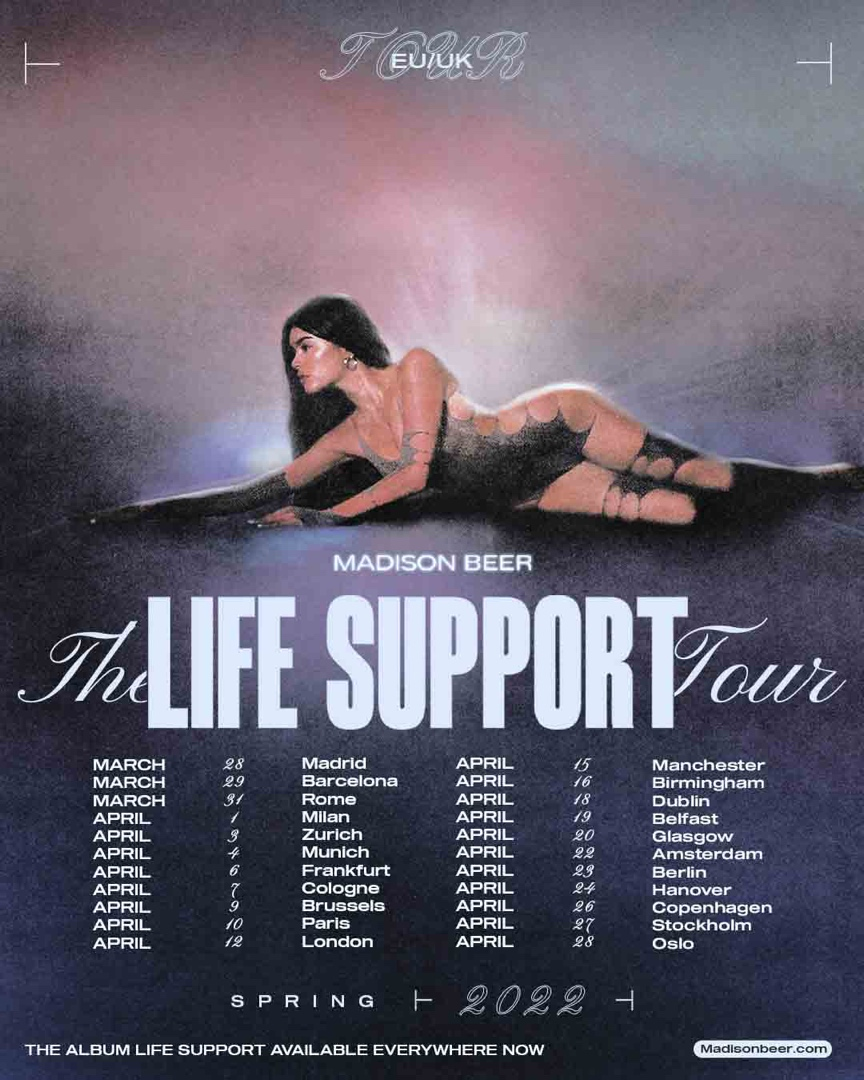 TOUR
EU/UK
MADISON BEER
The LIFE SUPPORT Tour
MARCH 28 Madrid
MARCH 29 Barcelona
MARCH 31 Rome
APRIL 1 Milan
APRIL 3 Zurich
APRIL 4 Munich
APRIL 6 Frankfurt
APRIL 7 Cologne
APRIL 9 Brussels
APRIL 10 Paris
APRIL 12 London
APRIL 15 Manchester
APRIL 16 Birmingham
APRIL 18 Dublin
APRIL 19 Belfast
APRIL 20 Glasgow
APRIL 22 Amsterdam
APRIL 23 Berlin
APRIL 24 Hanover
APRIL 26 Copenhagen
APRIL 27 Stockholm
APRIL 28 Oslo
SPRING 2022
THE ALBUM LIFE SUPPORT AVAILABLE EVERYWHERE NOW
Madisonbeer.com